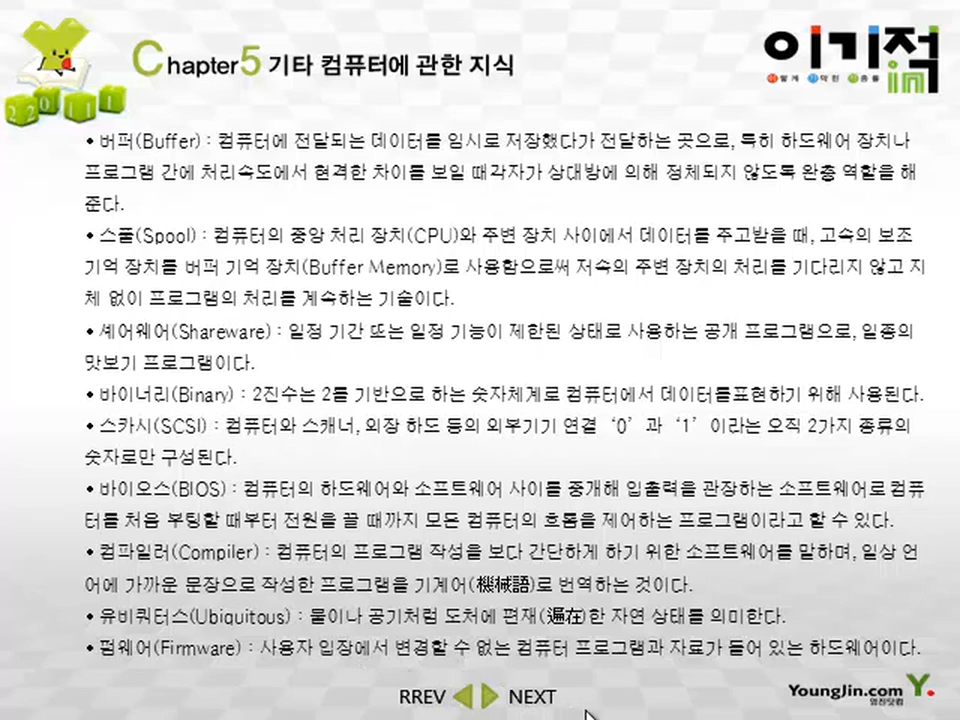 Chapter5 기타 컴퓨터에 관한 지식
이기적in
2011
• 버퍼(Buffer) : 컴퓨터에 전달되는 데이터를 임시로 저장했다가 전달하는 곳으로, 특히 하드웨어 장치나
프로그램 간에 처리속도에서 현격한 차이를 보일 때각자가 상대방에 의해 정체되지 않도록 완충 역할을 해
준다.
• 스풀(Spool) : 컴퓨터의 중앙 처리 장치(CPU)와 주변 장치 사이에서 데이터를 주고받을 때, 고속의 보조
기억 장치를 버퍼 기억 장치(Buffer Memory)로 사용함으로써 저속의 주변 장치의 처리를 기다리지 않고 지
체 없이 프로그램의 처리를 계속하는 기술이다.
• 셰어웨어(Shareware) : 일정 기간 또는 일정 기능이 제한된 상태로 사용하는 공개 프로그램으로, 일종의
맛보기 프로그램이다.
• 바이너리(Binary) : 2진수는 2를 기반으로 하는 숫자체계로 컴퓨터에서 데이터를표현하기 위해 사용된다.
• 스카시(SCSI) : 컴퓨터와 스캐너, 외장 하드 등의 외부기기 연결 ‘0’과 ‘1’이라는 오직 2가지 종류의
숫자로만 구성된다.
• 바이오스(BIOS) : 컴퓨터의 하드웨어와 소프트웨어 사이를 중개해 입출력을 관장하는 소프트웨어로 컴퓨
터를 처음 부팅할 때부터 전원을 끌 때까지 모든 컴퓨터의 흐름을 제어하는 프로그램이라고 할 수 있다.
• 컴파일러(Compiler) : 컴퓨터의 프로그램 작성을 보다 간단하게 하기 위한 소프트웨어를 말하며, 일상 언
어에 가까운 문장으로 작성한 프로그램을 기계어(機械語)로 번역하는 것이다.
• 유비쿼터스(Ubiquitous) : 물이나 공기처럼 도처에 편재(遍在)한 자연 상태를 의미한다.
• 펌웨어(Firmware) : 사용자 입장에서 변경할 수 없는 컴퓨터 프로그램과 자료가 들어 있는 하드웨어이다.
RREV NEXT
YoungJin.com Y.
영진닷컴